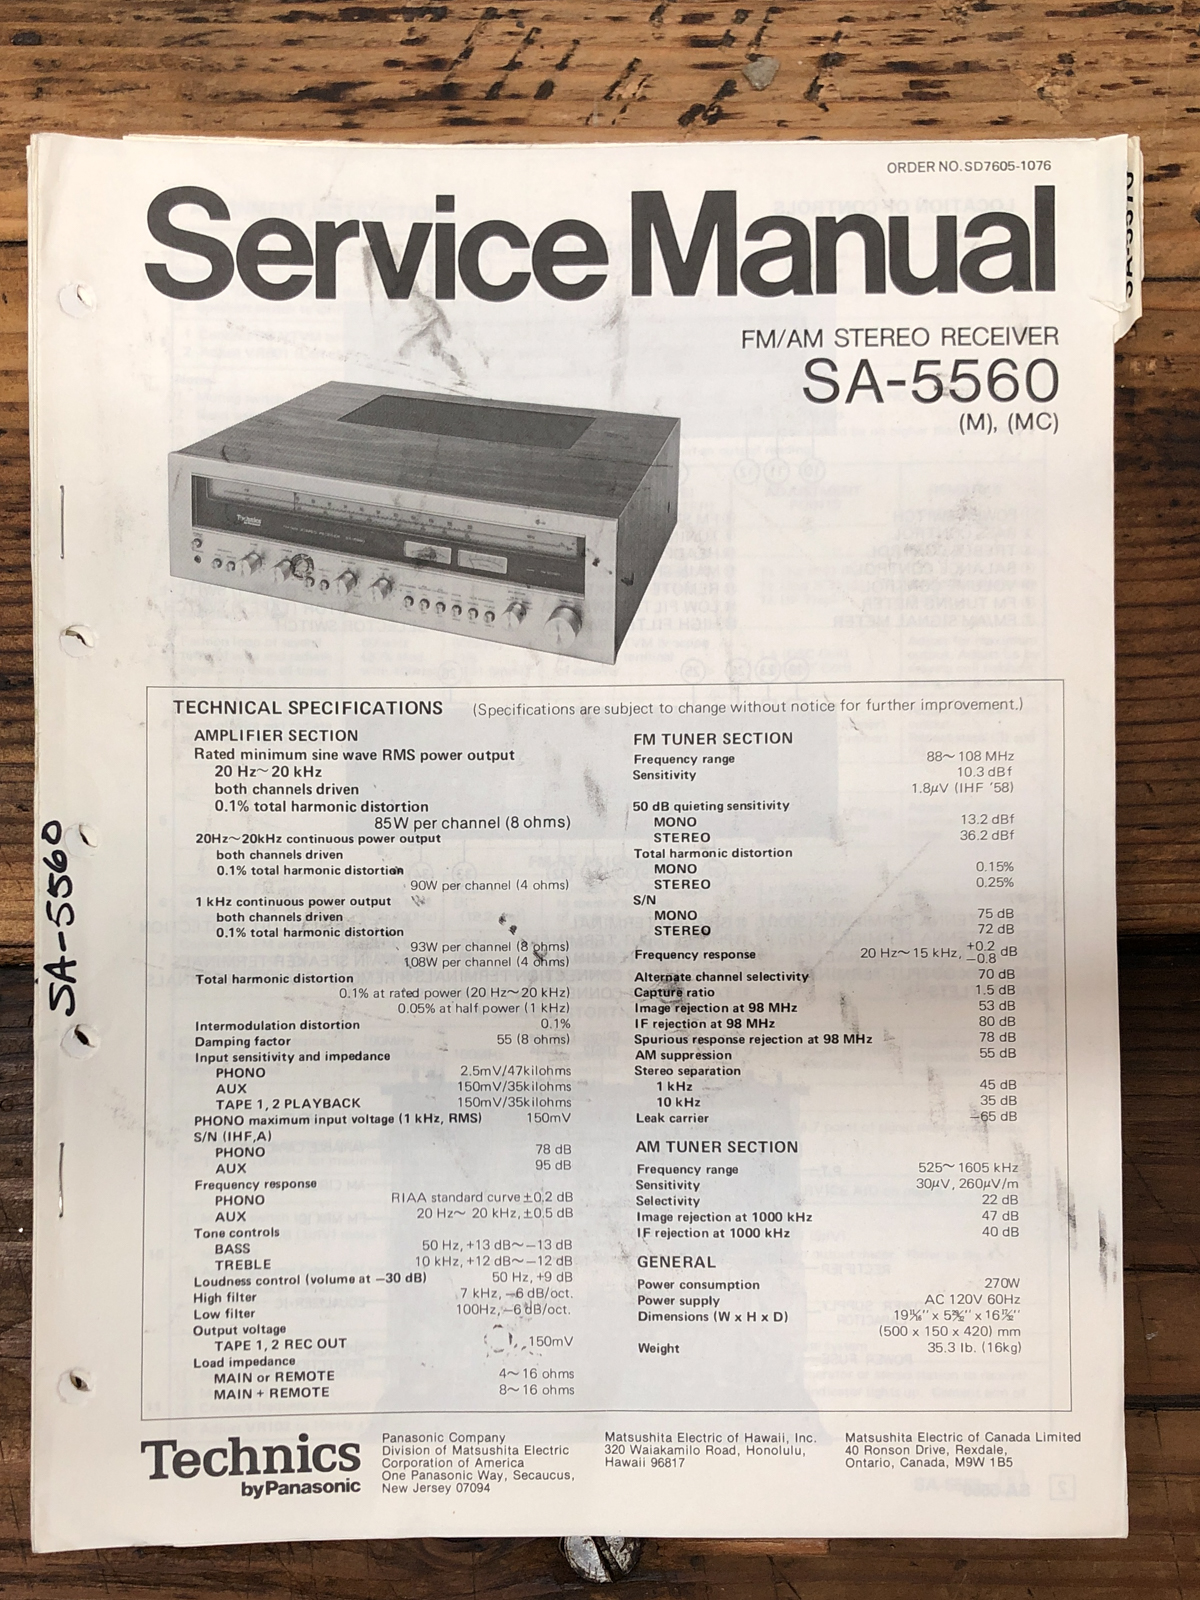 ORDER NO. SD7605-1076
Service Manual
FM/AM STEREO RECEIVER
SA-5560
(M), (MC)
Technics
SA-5560
TECHNICAL SPECIFICATIONS (Specifications are subject to change without notice for further improvement.)
AMPLIFIER SECTION
Rated minimum sine wave RMS power output
20 Hz~20 kHz
both channels driven
0.1% total harmonic distortion
85W per channel (8 ohms)
20Hz~20kHz continuous power output
both channels driven
0.1% total harmonic distortion
90W per channel (4 ohms)
1 kHz continuous power output
both channels driven
0.1% total harmonic distortion
93W per channel (8 ohms)
108W per channel (4 ohms)
Total harmonic distortion
0.1% at rated power (20 Hz~20 kHz)
0.05% at half power (1 kHz)
Intermodulation distortion 0.1%
Damping factor 55 (8 ohms)
Input sensitivity and impedance
PHONO 2.5mV/47kilohms
AUX 150mV/35kilohms
TAPE 1, 2 PLAYBACK 150mV/35kilohms
PHONO maximum input voltage (1 kHz, RMS) 150mV
S/N (IHF,A)
PHONO 78 dB
AUX 95 dB
Frequency response
PHONO RIAA standard curve ±0.2 dB
AUX 20 Hz~ 20 kHz, ±0.5 dB
Tone controls
BASS 50 Hz, +13 dB~−13 dB
TREBLE 10 kHz, +12 dB~−12 dB
Loudness control (volume at −30 dB) 50 Hz, +9 dB
High filter 7 kHz, −6 dB/oct.
Low filter 100Hz, −6 dB/oct.
Output voltage
TAPE 1, 2 REC OUT 150mV
Load impedance
MAIN or REMOTE 4~16 ohms
MAIN + REMOTE 8~16 ohms
FM TUNER SECTION
Frequency range 88~108 MHz
Sensitivity 10.3 dBf
1.8μV (IHF '58)
50 dB quieting sensitivity
MONO 13.2 dBf
STEREO 36.2 dBf
Total harmonic distortion
MONO 0.15%
STEREO 0.25%
S/N
MONO 75 dB
STEREO 72 dB
Frequency response 20 Hz~15 kHz, +0.2 −0.8 dB
Alternate channel selectivity 70 dB
Capture ratio 1.5 dB
Image rejection at 98 MHz 53 dB
IF rejection at 98 MHz 80 dB
Spurious response rejection at 98 MHz 78 dB
AM suppression 55 dB
Stereo separation
1 kHz 45 dB
10 kHz 35 dB
Leak carrier −65 dB
AM TUNER SECTION
Frequency range 525~1605 kHz
Sensitivity 30μV, 260μV/m
Selectivity 22 dB
Image rejection at 1000 kHz 47 dB
IF rejection at 1000 kHz 40 dB
GENERAL
Power consumption 270W
Power supply AC 120V 60Hz
Dimensions (W x H x D)
(500 x 150 x 420) mm
Weight 35.3 lb. (16kg)
Technics
by Panasonic
Panasonic Company
Division of Matsushita Electric
Corporation of America
One Panasonic Way, Secaucus,
New Jersey 07094
Matsushita Electric of Hawaii, Inc.
320 Waiakamilo Road, Honolulu,
Hawaii 96817
Matsushita Electric of Canada Limited
40 Ronson Drive, Rexdale,
Ontario, Canada, M9W 1B5